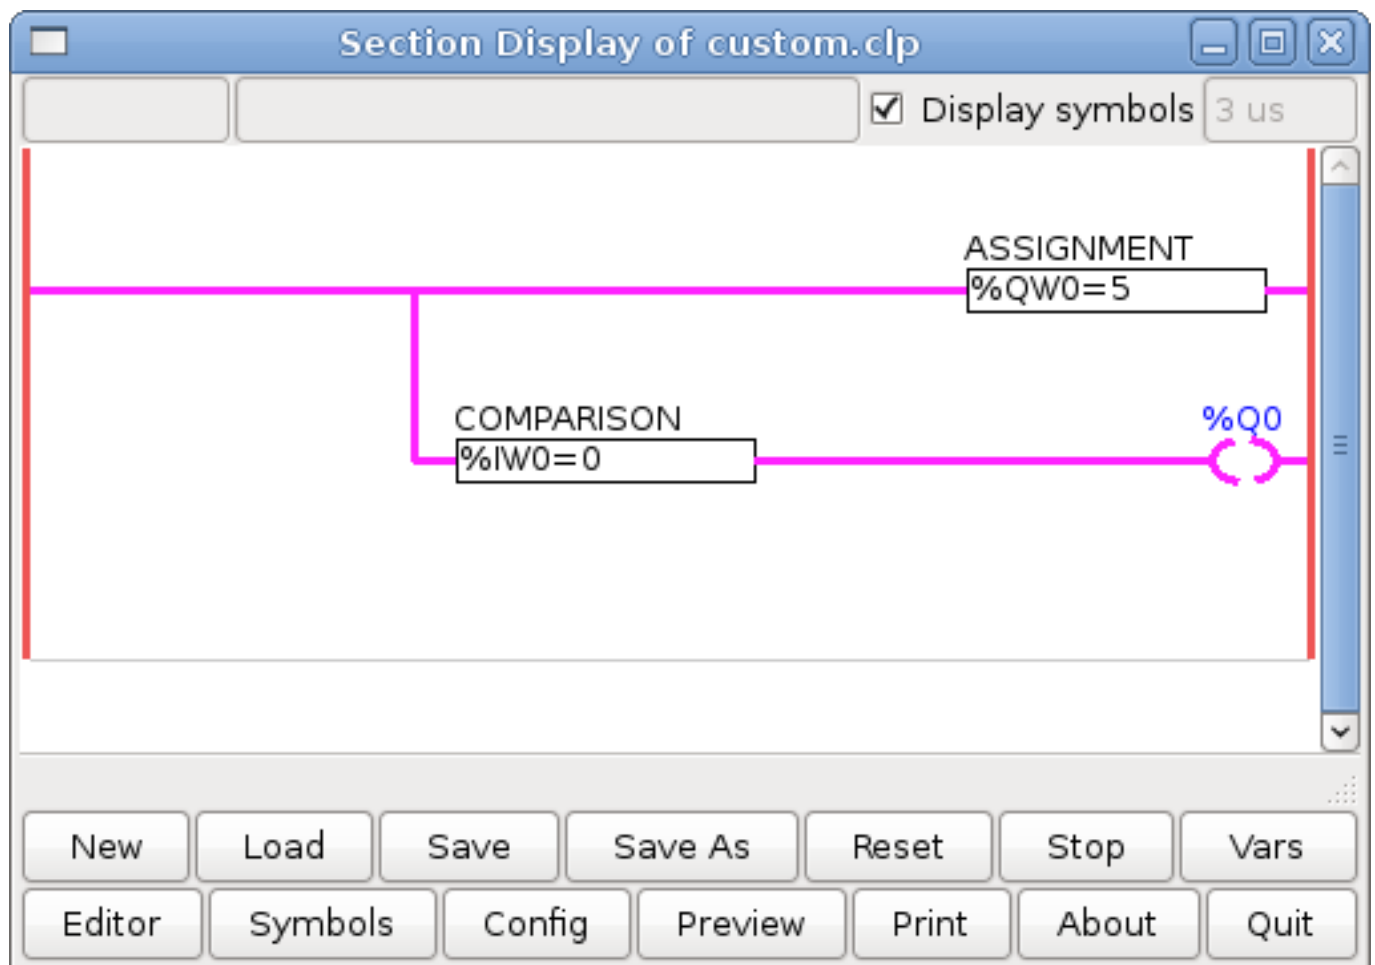 Section Display of custom.clp
Display symbols 3 us
ASSIGNMENT
%QW0=5
COMPARISON %Q0
%IW0=0
New Load Save Save As Reset Stop Vars
Editor Symbols Config Preview Print About Quit